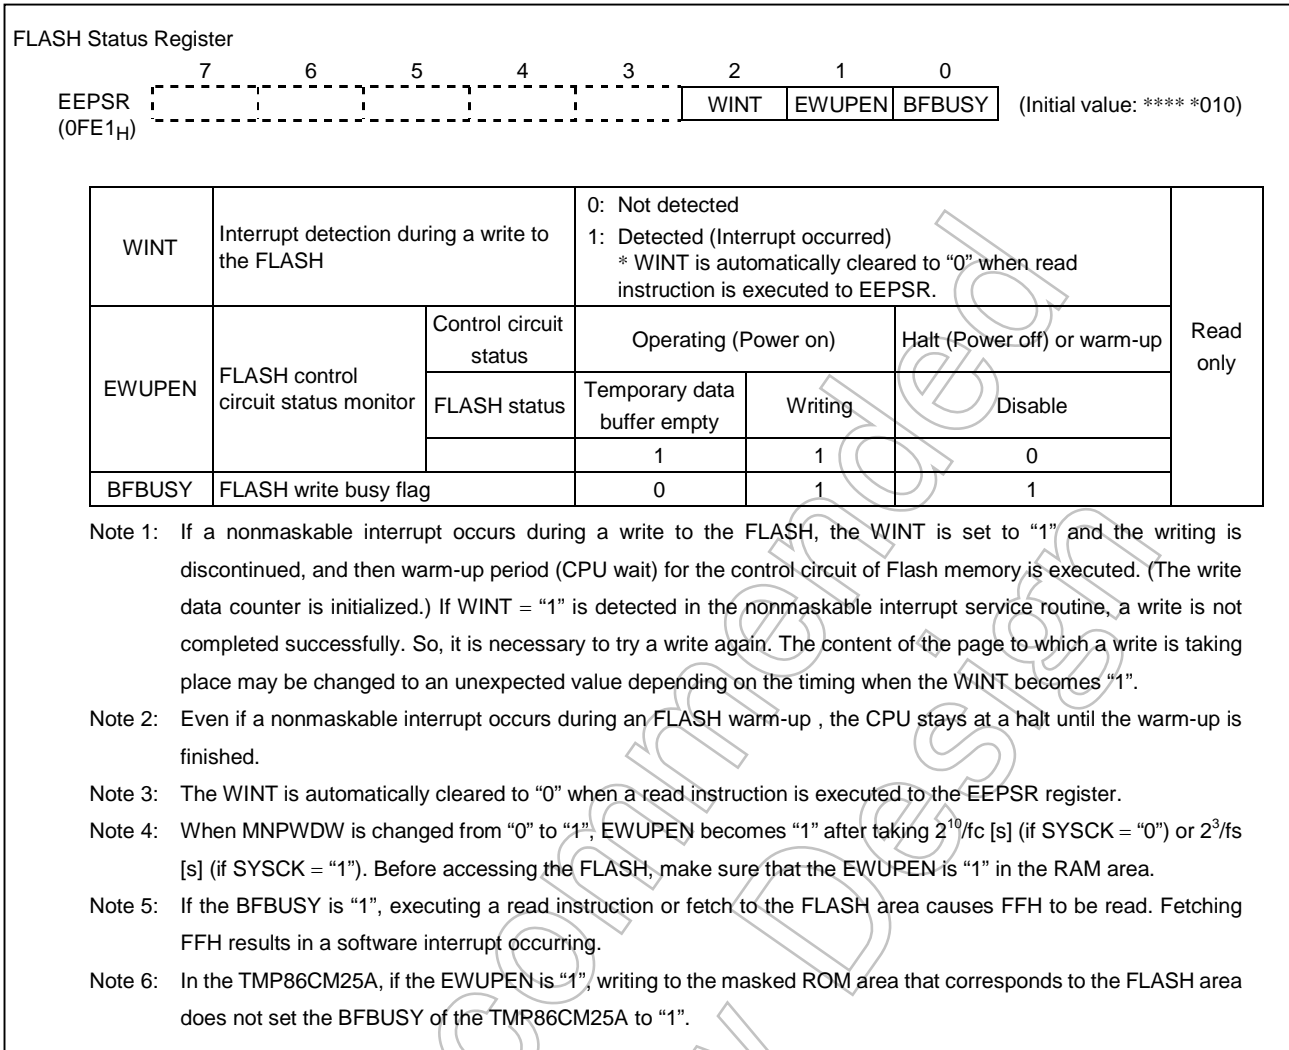 FLASH Status Register
7 6 5 4 3 2 1 0
EEPSR WINT EWUPEN BFBUSY (Initial value: **** *010)
(0FE1H)
WINT
Interrupt detection during a write to
the FLASH
0: Not detected
1: Detected (Interrupt occurred)
* WINT is automatically cleared to “0” when read
instruction is executed to EEPSR.
Read
only
EWUPEN
FLASH control
circuit status monitor
Control circuit
status
Operating (Power on)
Halt (Power off) or warm-up
FLASH status
Temporary data
buffer empty
Writing
Disable
1 1 0
BFBUSY FLASH write busy flag 0 1 1
Note 1: If a nonmaskable interrupt occurs during a write to the FLASH, the WINT is set to “1” and the writing is
discontinued, and then warm-up period (CPU wait) for the control circuit of Flash memory is executed. (The write
data counter is initialized.) If WINT = “1” is detected in the nonmaskable interrupt service routine, a write is not
completed successfully. So, it is necessary to try a write again. The content of the page to which a write is taking
place may be changed to an unexpected value depending on the timing when the WINT becomes “1”.
Note 2: Even if a nonmaskable interrupt occurs during an FLASH warm-up , the CPU stays at a halt until the warm-up is
finished.
Note 3: The WINT is automatically cleared to “0” when a read instruction is executed to the EEPSR register.
Note 4: When MNPWDW is changed from “0” to “1”, EWUPEN becomes “1” after taking 2¹⁰/fc [s] (if SYSCK = “0”) or 2³/fs
[s] (if SYSCK = “1”). Before accessing the FLASH, make sure that the EWUPEN is “1” in the RAM area.
Note 5: If the BFBUSY is “1”, executing a read instruction or fetch to the FLASH area causes FFH to be read. Fetching
FFH results in a software interrupt occurring.
Note 6: In the TMP86CM25A, if the EWUPEN is “1”, writing to the masked ROM area that corresponds to the FLASH area
does not set the BFBUSY of the TMP86CM25A to “1”.